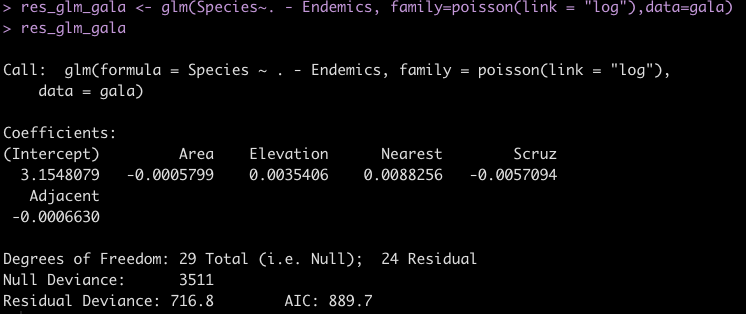 > res_glm_gala <- glm(Species~. - Endemics, family=poisson(link = "log"),data=gala)
> res_glm_gala

Call:  glm(formula = Species ~ . - Endemics, family = poisson(link = "log"),
    data = gala)

Coefficients:
(Intercept)         Area    Elevation      Nearest        Scruz
  3.1548079   -0.0005799    0.0035406    0.0088256   -0.0057094
   Adjacent
 -0.0006630

Degrees of Freedom: 29 Total (i.e. Null);  24 Residual
Null Deviance:      3511
Residual Deviance: 716.8        AIC: 889.7